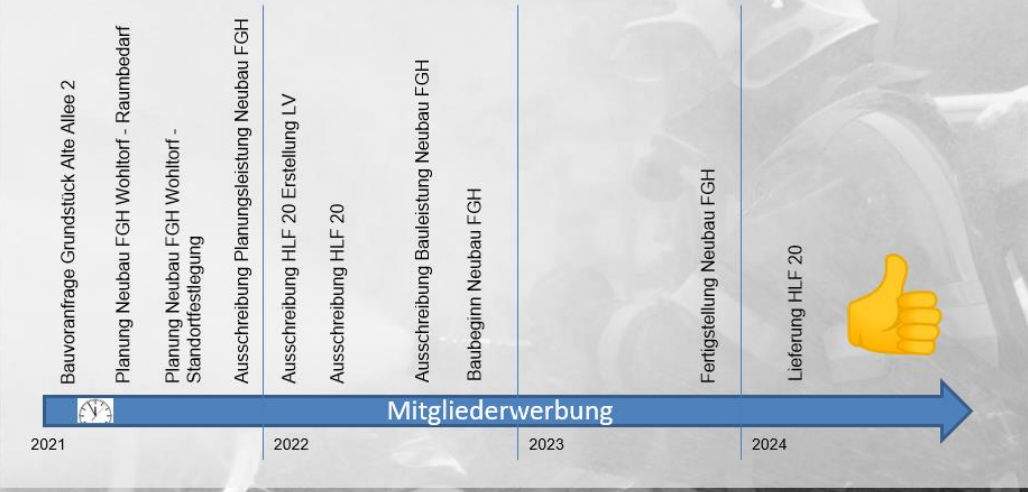 Bauvoranfrage Grundstück Alte Allee 2
Planung Neubau FGH Wohltorf - Raumbedarf
Planung Neubau FGH Wohltorf -
Standortfestlegung
Ausschreibung Planungsleistung Neubau FGH
Ausschreibung HLF 20 Erstellung LV
Ausschreibung HLF 20
Ausschreibung Bauleistung Neubau FGH
Baubeginn Neubau FGH
Fertigstellung Neubau FGH
Lieferung HLF 20
Mitgliederwerbung
2021
2022
2023
2024